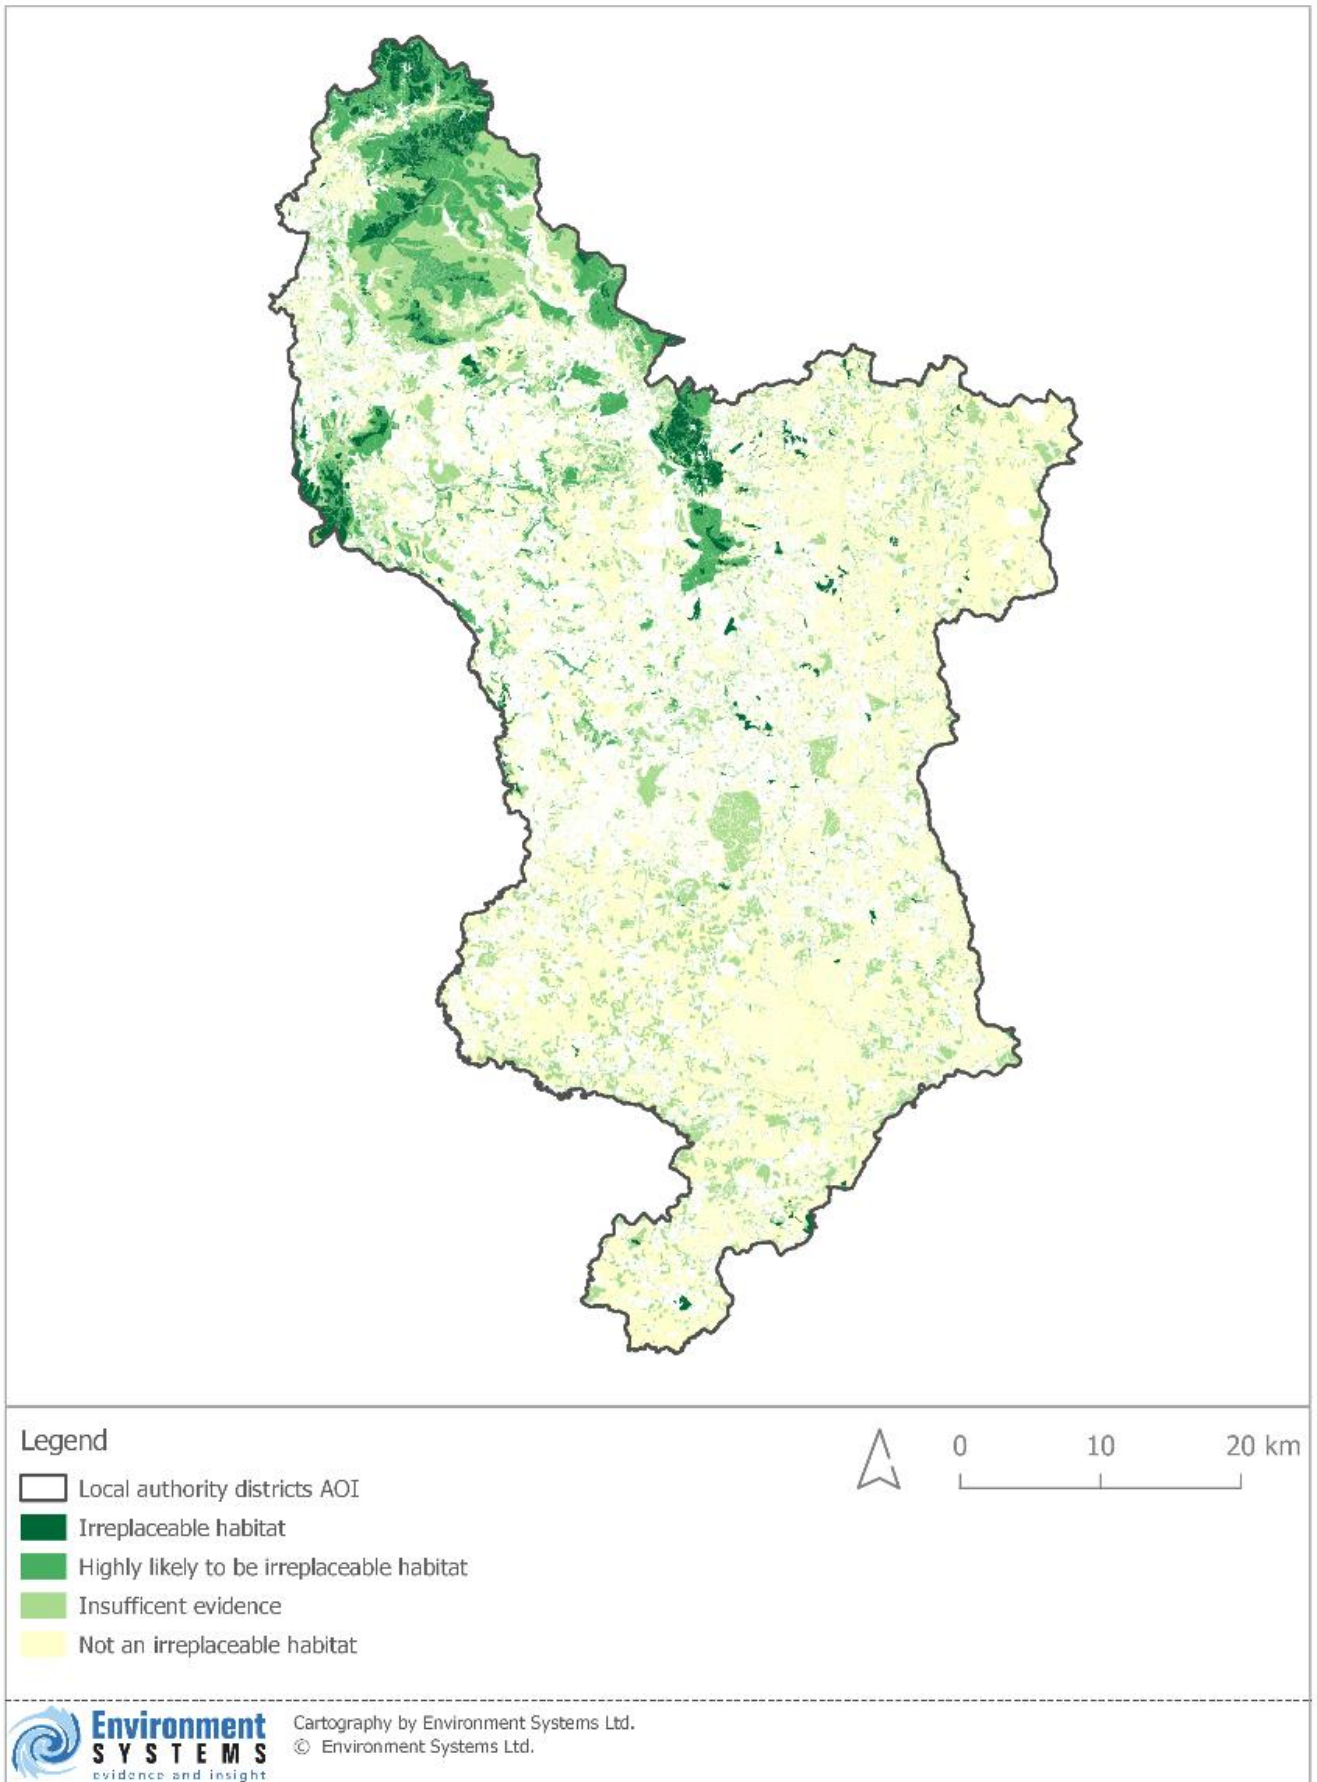 Legend
Local authority districts AOI
Irreplaceable habitat
Highly likely to be irreplaceable habitat
Insufficent evidence
Not an irreplaceable habitat
0 10 20 km
Environment
SYSTEMS
evidence and insight
Cartography by Environment Systems Ltd.
© Environment Systems Ltd.